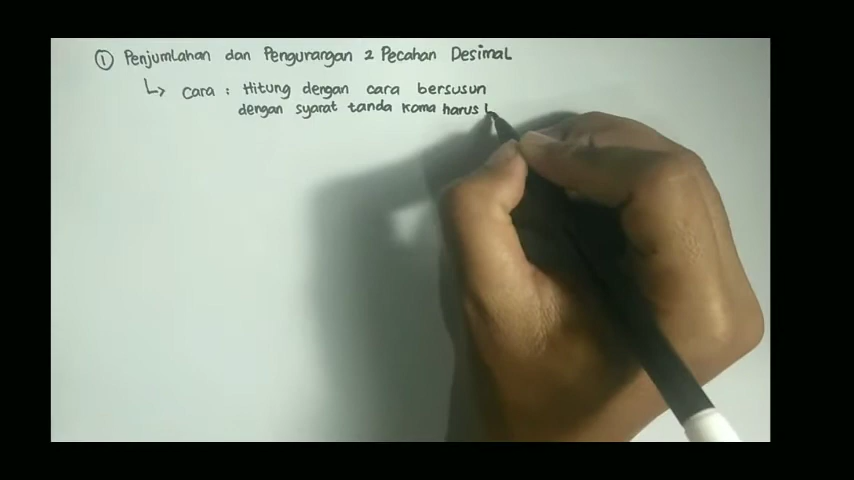 ① Penjumlahan dan Pengurangan 2 Pecahan Desimal
↳ Cara : Hitung dengan cara bersusun
dengan syarat tanda koma harus